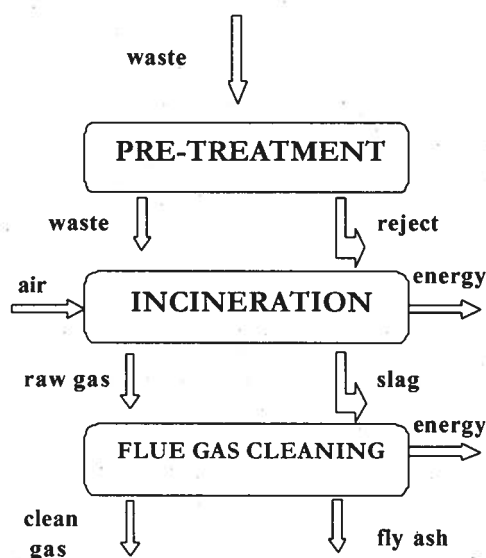 waste
PRE-TREATMENT
waste
reject
air
INCINERATION
energy
raw gas
slag
FLUE GAS CLEANING
energy
clean
gas
fly ash